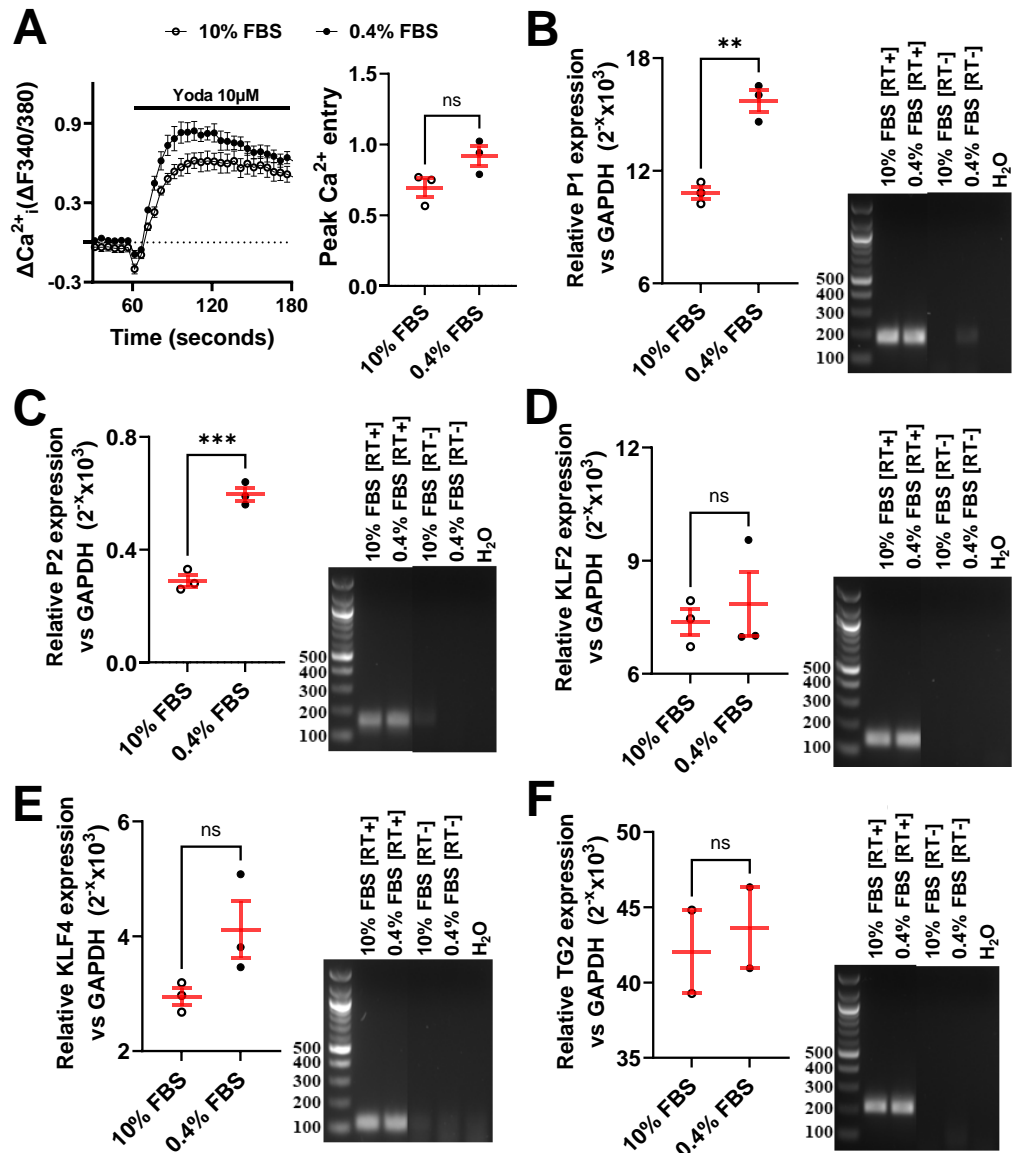 A
10% FBS
0.4% FBS
Yoda 10µM
ΔCa²⁺ᵢ(ΔF340/380)
0.9
0.3
-0.3
60
120
180
Time (seconds)
Peak Ca²⁺ entry
1.5
1.0
0.5
0.0
ns
10% FBS
0.4% FBS
B
Relative P1 expression
vs GAPDH (2⁻ˣx10³)
18
12
6
**
10% FBS
0.4% FBS
10% FBS [RT+]
0.4% FBS [RT+]
10% FBS [RT-]
0.4% FBS [RT-]
H₂O
500
400
300
200
100
C
Relative P2 expression
vs GAPDH (2⁻ˣx10³)
0.8
0.4
0.0
***
10% FBS
0.4% FBS
10% FBS [RT+]
0.4% FBS [RT+]
10% FBS [RT-]
0.4% FBS [RT-]
H₂O
500
400
300
200
100
D
Relative KLF2 expression
vs GAPDH (2⁻ˣx10³)
12
9
6
ns
10% FBS
0.4% FBS
10% FBS [RT+]
0.4% FBS [RT+]
10% FBS [RT-]
0.4% FBS [RT-]
H₂O
500
400
300
200
100
E
Relative KLF4 expression
vs GAPDH (2⁻ˣx10³)
6
4
2
ns
10% FBS
0.4% FBS
10% FBS [RT+]
0.4% FBS [RT+]
10% FBS [RT-]
0.4% FBS [RT-]
H₂O
500
400
300
200
100
F
Relative TG2 expression
vs GAPDH (2⁻ˣx10³)
50
45
40
35
ns
10% FBS
0.4% FBS
10% FBS [RT+]
0.4% FBS [RT+]
10% FBS [RT-]
0.4% FBS [RT-]
H₂O
500
400
300
200
100